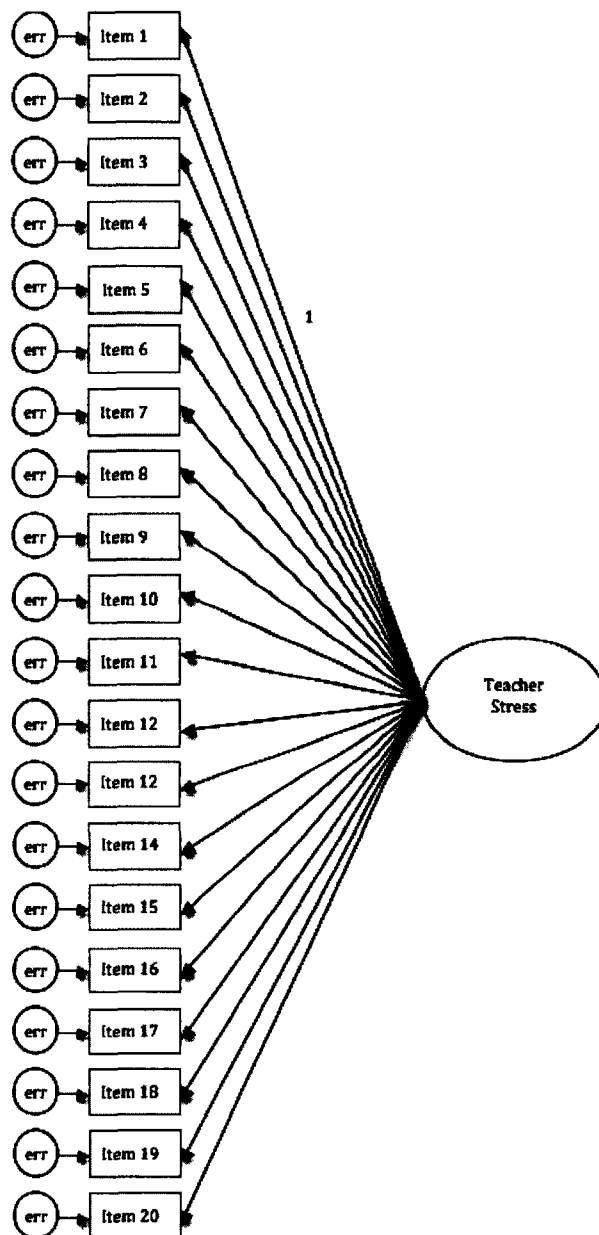 err Item 1
err Item 2
err Item 3
err Item 4
err Item 5
1
err Item 6
err Item 7
err Item 8
err Item 9
err Item 10
err Item 11
Teacher
Stress
err Item 12
err Item 12
err Item 14
err Item 15
err Item 16
err Item 17
err Item 18
err Item 19
err Item 20